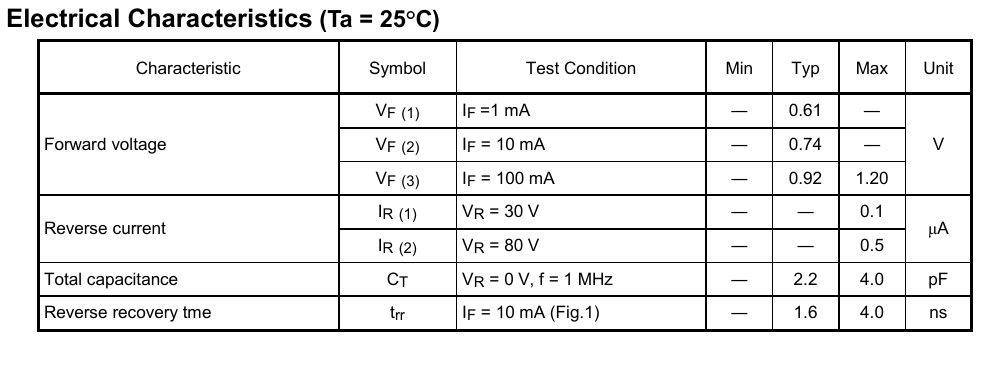 Electrical Characteristics (Ta = 25°C)
Characteristic Symbol Test Condition Min Typ Max Unit
Forward voltage VF (1) IF =1 mA — 0.61 — V
VF (2) IF = 10 mA — 0.74 —
VF (3) IF = 100 mA — 0.92 1.20
Reverse current IR (1) VR = 30 V — — 0.1 μA
IR (2) VR = 80 V — — 0.5
Total capacitance CT VR = 0 V, f = 1 MHz — 2.2 4.0 pF
Reverse recovery tme trr IF = 10 mA (Fig.1) — 1.6 4.0 ns